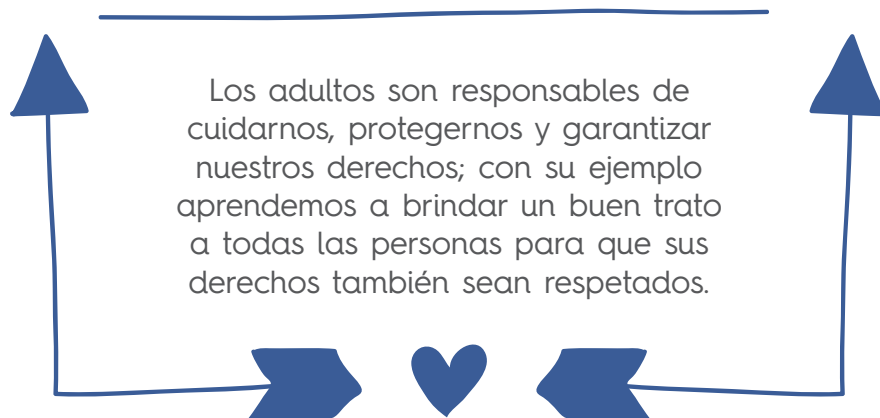 Los adultos son responsables de
cuidarnos, protegernos y garantizar
nuestros derechos; con su ejemplo
aprendemos a brindar un buen trato
a todas las personas para que sus
derechos también sean respetados.